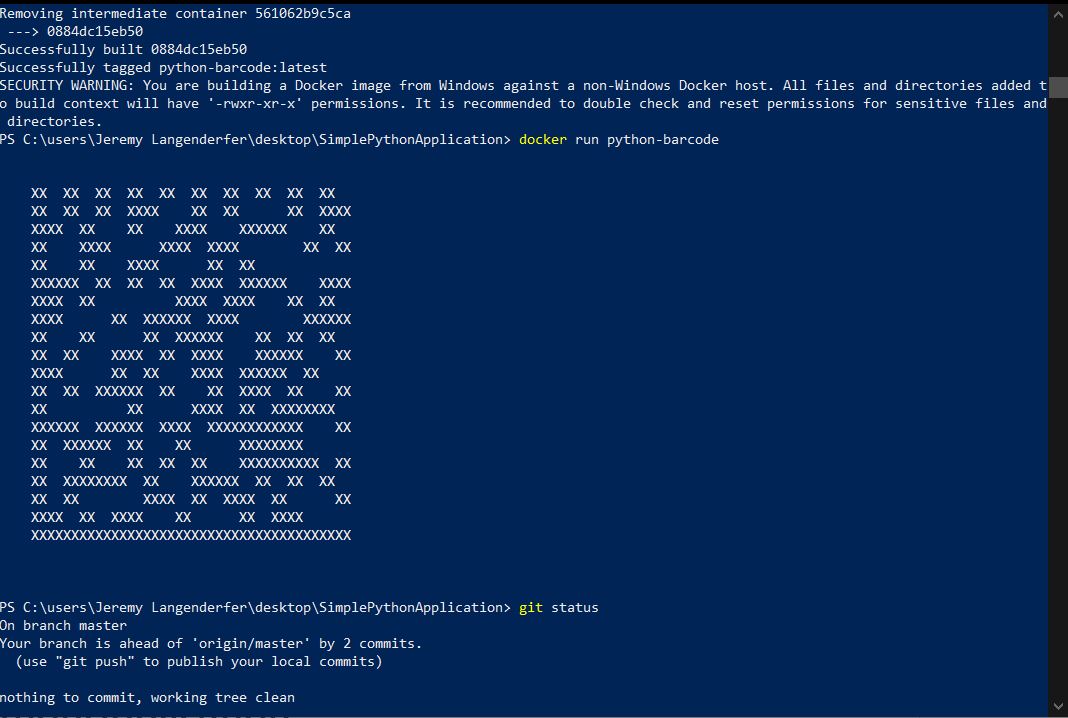 Removing intermediate container 561062b9c5ca
 ---> 0884dc15eb50
Successfully built 0884dc15eb50
Successfully tagged python-barcode:latest
SECURITY WARNING: You are building a Docker image from Windows against a non-Windows Docker host. All files and directories added t
o build context will have '-rwxr-xr-x' permissions. It is recommended to double check and reset permissions for sensitive files and
 directories.
PS C:\users\Jeremy Langenderfer\desktop\SimplePythonApplication> docker run python-barcode
    XX  XX  XX  XX  XX  XX  XX  XX  XX  XX
    XX  XX  XX  XXXX    XX  XX      XX  XXXX
    XXXX  XX    XX    XXXX    XXXXXX    XX
    XX    XXXX      XXXX  XXXX        XX  XX
    XX    XX    XXXX      XX  XX
    XXXXXX  XX  XX  XX  XXXX  XXXXXX    XXXX
    XXXX  XX          XXXX  XXXX    XX  XX
    XXXX      XX  XXXXXX  XXXX        XXXXXX
    XX    XX      XX  XXXXXX    XX  XX  XX
    XX  XX    XXXX  XX  XXXX    XXXXXX    XX
    XXXX      XX  XX    XXXX  XXXXXX  XX
    XX  XX  XXXXXX  XX    XX  XXXX  XX    XX
    XX          XX      XXXX  XX  XXXXXXXX
    XXXXXX  XXXXXX  XXXX  XXXXXXXXXXXX    XX
    XX  XXXXXX  XX    XX      XXXXXXXX
    XX    XX    XX  XX  XX    XXXXXXXXXX  XX
    XX  XXXXXXXX  XX    XXXXXX  XX  XX  XX
    XX  XX        XXXX  XX  XXXX  XX      XX
    XXXX  XX  XXXX    XX      XX  XXXX
    XXXXXXXXXXXXXXXXXXXXXXXXXXXXXXXXXXXXXXXX
PS C:\users\Jeremy Langenderfer\desktop\SimplePythonApplication> git status
On branch master
Your branch is ahead of 'origin/master' by 2 commits.
  (use "git push" to publish your local commits)
nothing to commit, working tree clean